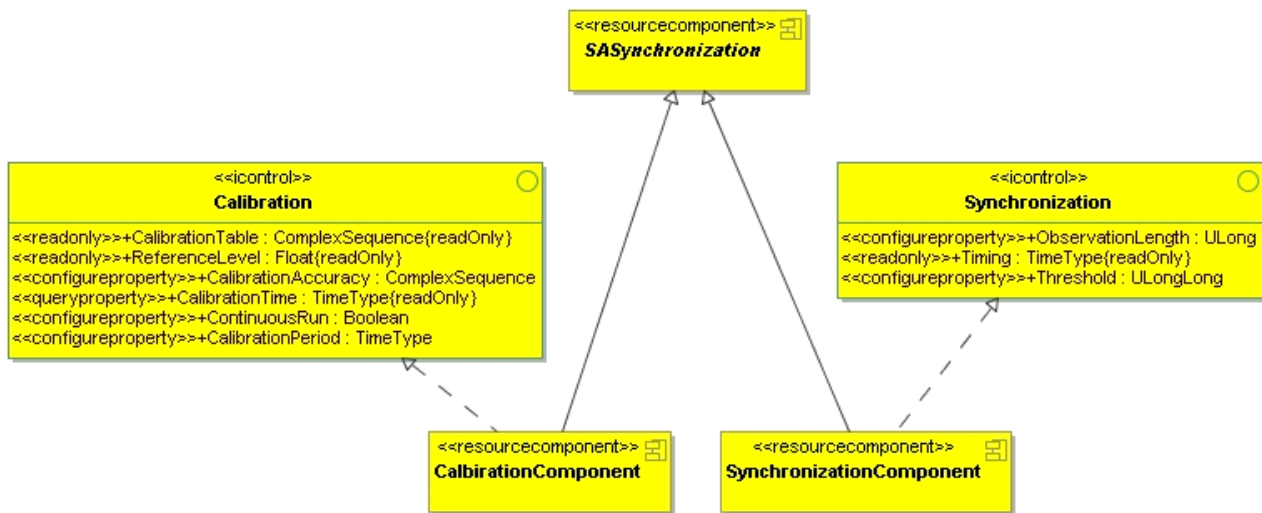 <<resourcecomponent>>
SASynchronization
<<icontrol>>
Calibration
<<readonly>>+CalibrationTable : ComplexSequence{readOnly}
<<readonly>>+ReferenceLevel : Float{readOnly}
<<configureproperty>>+CalibrationAccuracy : ComplexSequence
<<queryproperty>>+CalibrationTime : TimeType{readOnly}
<<configureproperty>>+ContinuousRun : Boolean
<<configureproperty>>+CalibrationPeriod : TimeType
<<icontrol>>
Synchronization
<<configureproperty>>+ObservationLength : ULong
<<readonly>>+Timing : TimeType{readOnly}
<<configureproperty>>+Threshold : ULongLong
<<resourcecomponent>>
CalbirationComponent
<<resourcecomponent>>
SynchronizationComponent